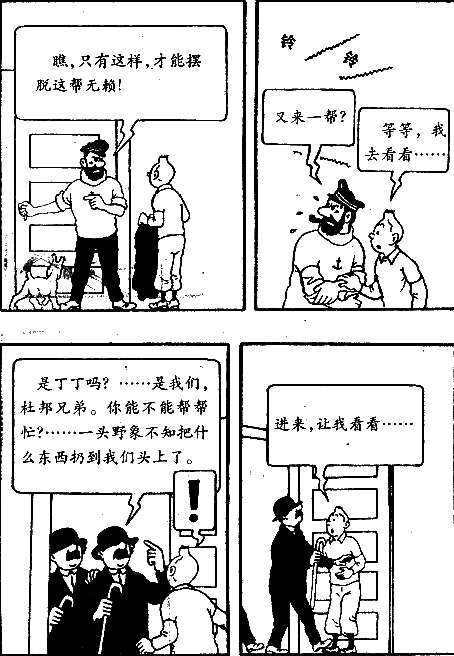 瞧，只有这样，才能摆
脱这帮无赖！
铃
铃
又来一帮？
等等，我
去看看……
是丁丁吗？……是我们，
杜邦兄弟。你能不能帮帮
忙？……一头野象不知把什
么东西扔到我们头上了。
！
进来，让我看看……